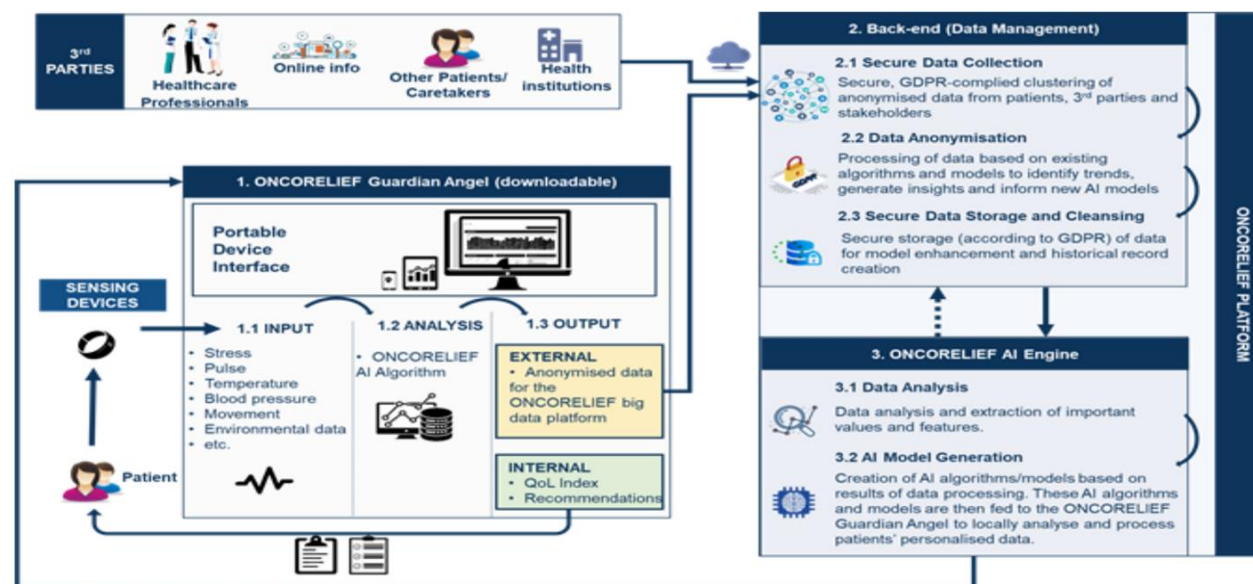 3rd
PARTIES
Healthcare
Professionals
Online info
Other Patients/
Caretakers
Health
institutions
1. ONCORELIEF Guardian Angel (downloadable)
Portable
Device
Interface
SENSING
DEVICES
1.1 INPUT
• Stress
• Pulse
• Temperature
• Blood pressure
• Movement
• Environmental data
• etc.
1.2 ANALYSIS
• ONCORELIEF
AI Algorithm
1.3 OUTPUT
EXTERNAL
• Anonymised data
for the
ONCORELIEF big
data platform
INTERNAL
• QoL Index
• Recommendations
Patient
2. Back-end (Data Management)
2.1 Secure Data Collection
Secure, GDPR-complied clustering of
anonymised data from patients, 3rd parties and
stakeholders
2.2 Data Anonymisation
GDPR
Processing of data based on existing
algorithms and models to identify trends,
generate insights and inform new AI models
2.3 Secure Data Storage and Cleansing
Secure storage (according to GDPR) of data
for model enhancement and historical record
creation
3. ONCORELIEF AI Engine
3.1 Data Analysis
Data analysis and extraction of important
values and features.
3.2 AI Model Generation
Creation of AI algorithms/models based on
results of data processing. These AI algorithms
and models are then fed to the ONCORELIEF
Guardian Angel to locally analyse and process
patients' personalised data.
ONCORELIEF PLATFORM